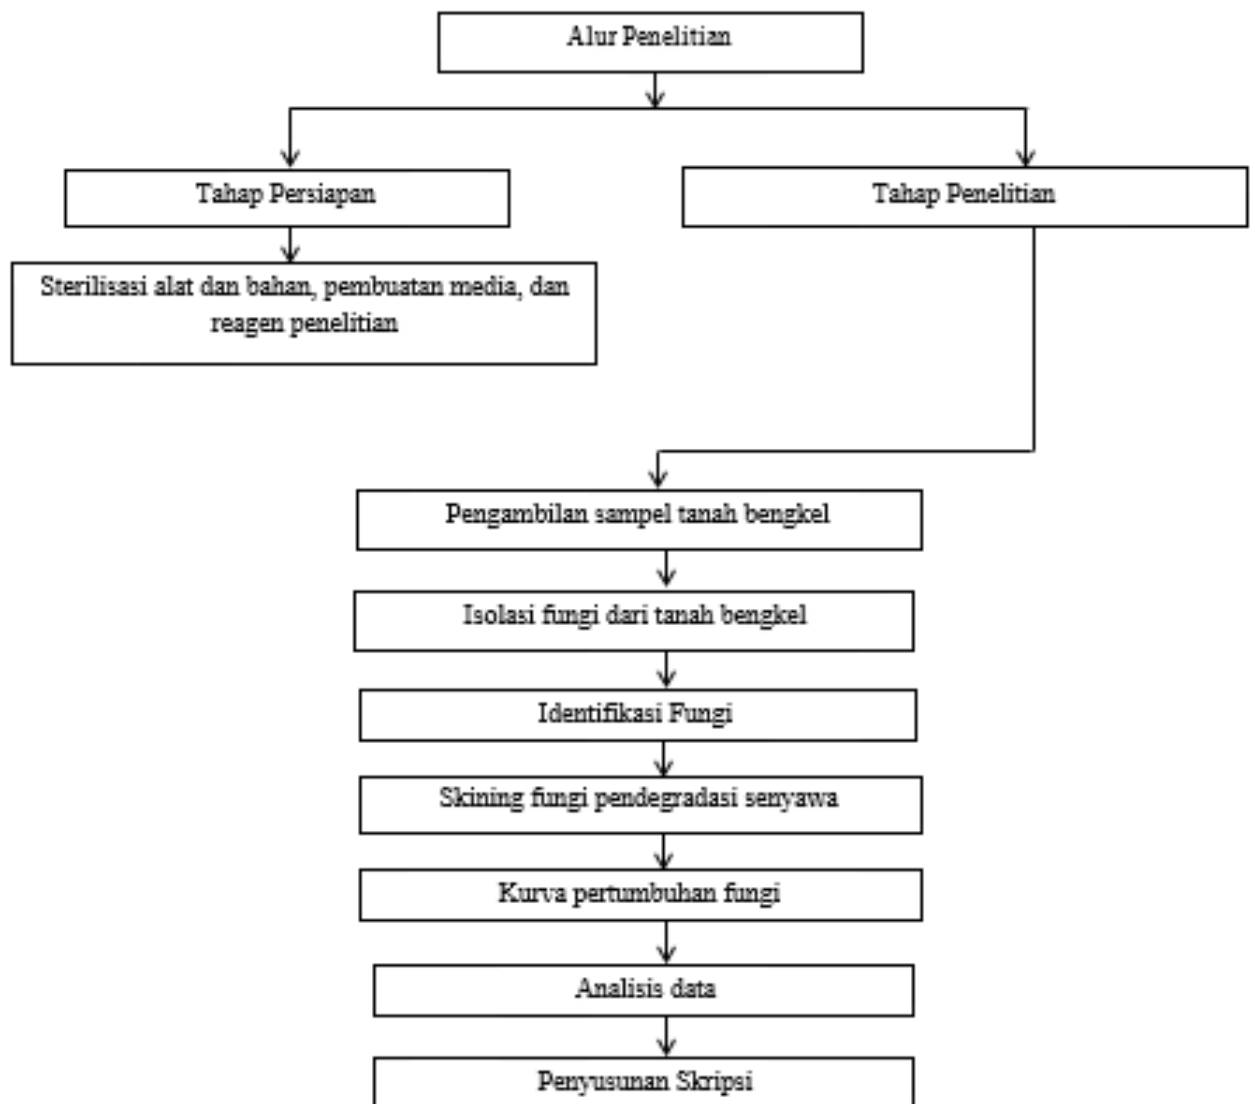 Alur Penelitian
Tahap Persiapan
Tahap Penelitian
Sterilisasi alat dan bahan, pembuatan media, dan
reagen penelitian
Pengambilan sampel tanah bengkel
Isolasi fungi dari tanah bengkel
Identifikasi Fungi
Skining fungi pendegradasi senyawa
Kurva pertumbuhan fungi
Analisis data
Penyusunan Skripsi